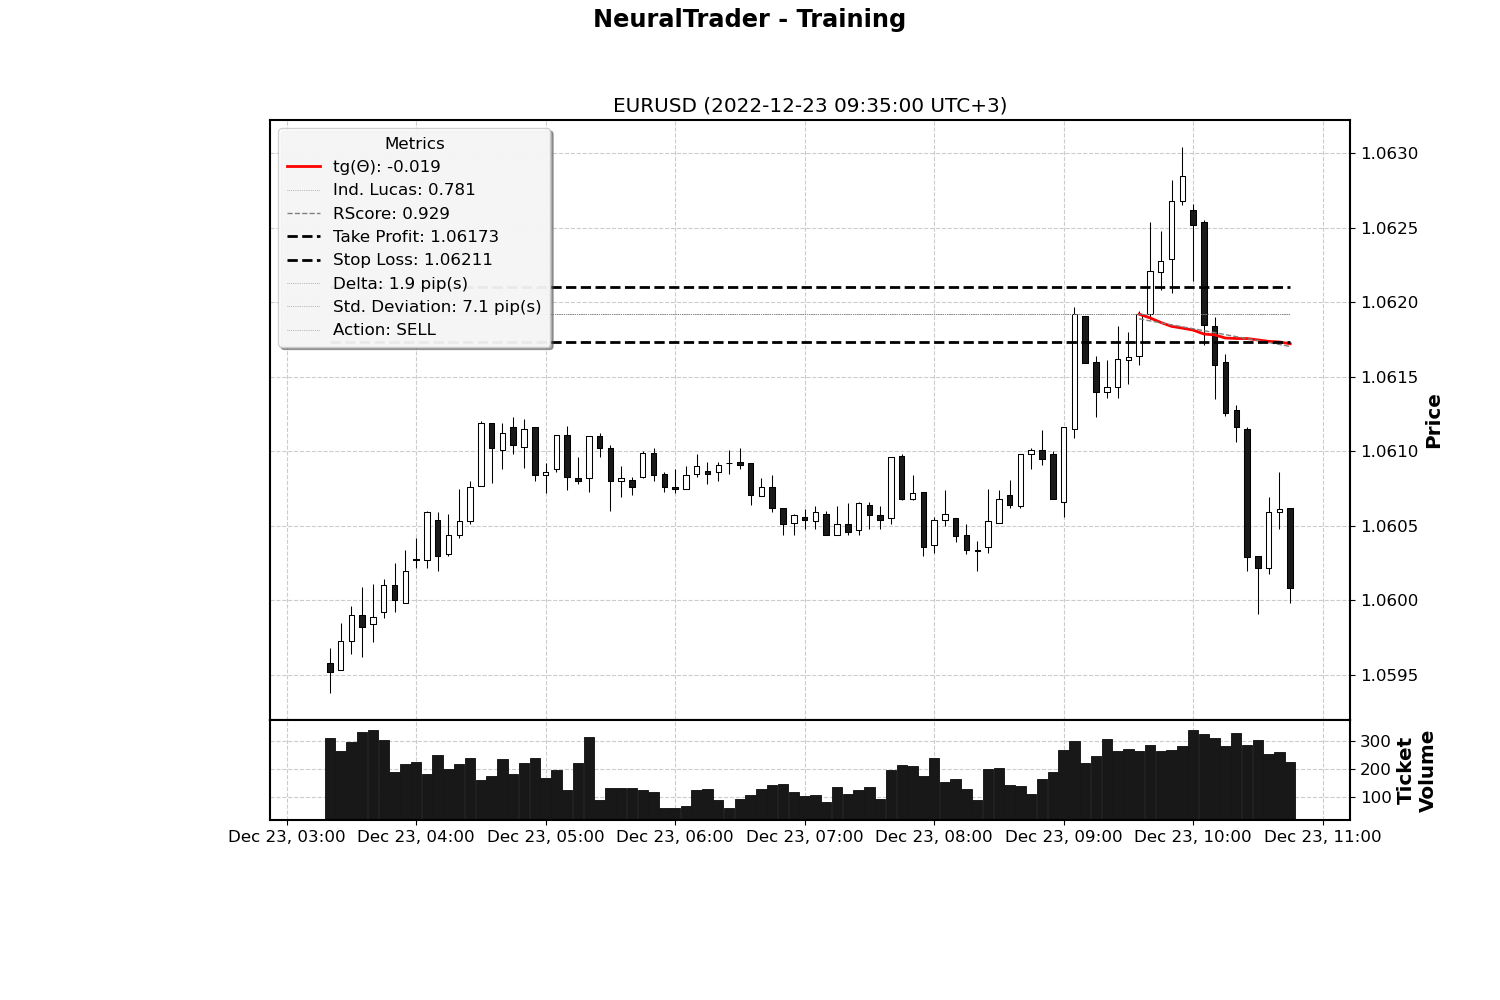 NeuralTrader - Training
EURUSD (2022-12-23 09:35:00 UTC+3)
Metrics
tg(Θ): -0.019
Ind. Lucas: 0.781
RScore: 0.929
Take Profit: 1.06173
Stop Loss: 1.06211
Delta: 1.9 pip(s)
Std. Deviation: 7.1 pip(s)
Action: SELL
1.0630
1.0625
1.0620
1.0615
1.0610
1.0605
1.0600
1.0595
Price
300
200
100
Ticket
Volume
Dec 23, 03:00 Dec 23, 04:00 Dec 23, 05:00 Dec 23, 06:00 Dec 23, 07:00 Dec 23, 08:00 Dec 23, 09:00 Dec 23, 10:00 Dec 23, 11:00